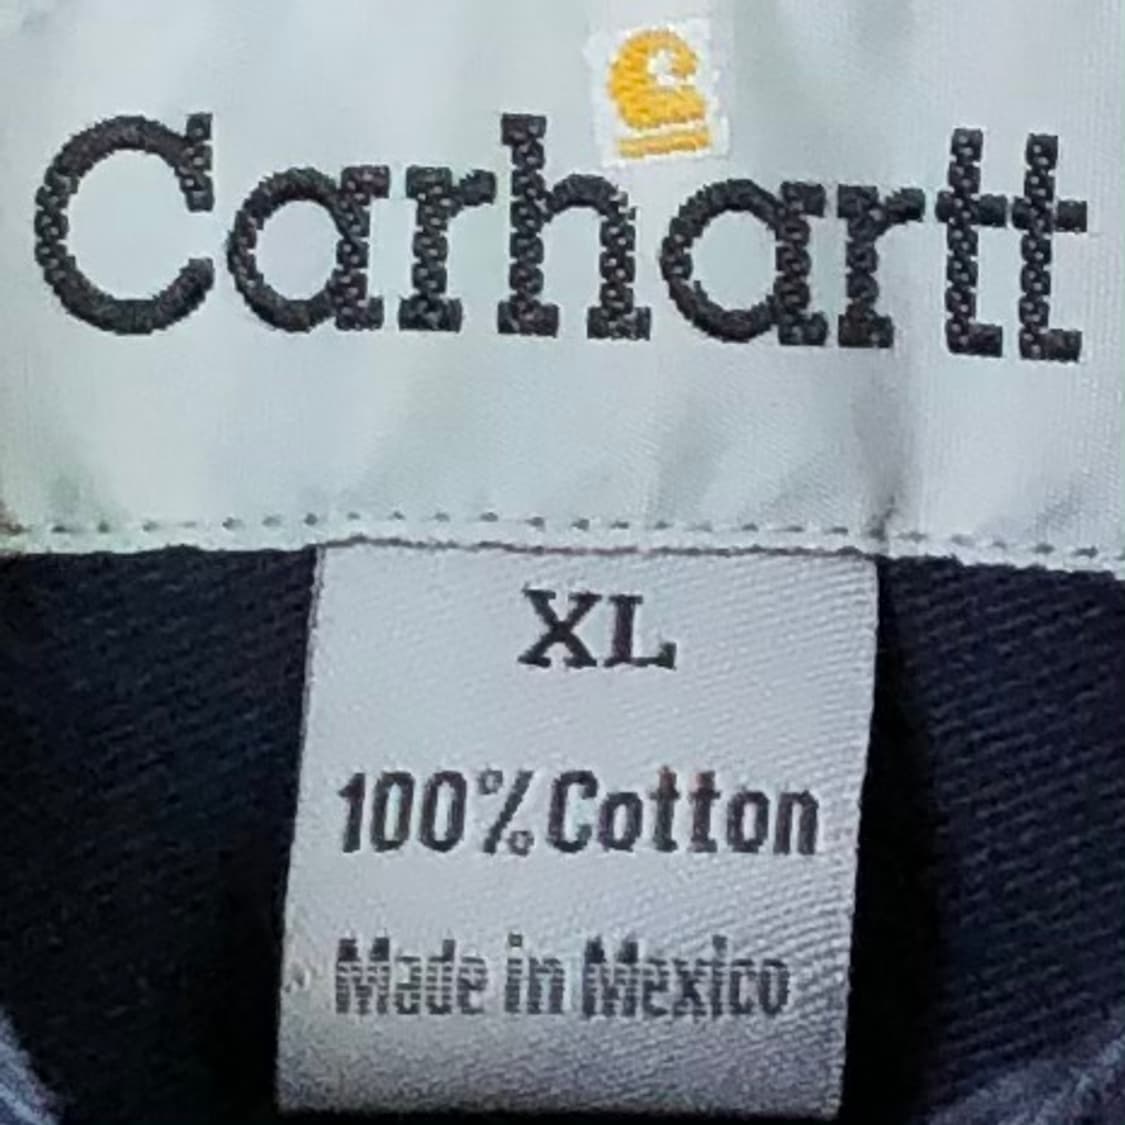 Carhartt
XL
100% Cotton
Made in Mexico